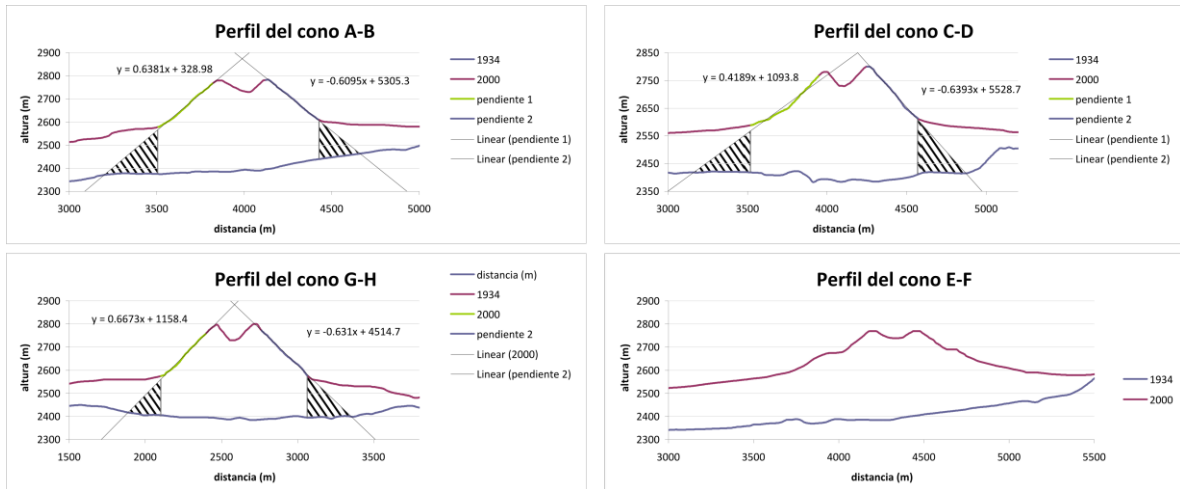 Perfil del cono A-B
altura (m)
2900
2800
2700
2600
2500
2400
2300
3000
3500
4000
4500
5000
distancia (m)
y = 0.6381x + 328.98
y = -0.6095x + 5305.3
1934
2000
pendiente 1
pendiente 2
Linear (pendiente 1)
Linear (pendiente 2)
Perfil del cono C-D
altura (m)
2850
2750
2650
2550
2450
2350
3000
3500
4000
4500
5000
distancia (m)
y = 0.4189x + 1093.8
y = -0.6393x + 5528.7
1934
2000
pendiente 1
pendiente 2
Linear (pendiente 1)
Linear (pendiente 2)
Perfil del cono G-H
altura (m)
2900
2800
2700
2600
2500
2400
2300
1500
2000
2500
3000
3500
distancia (m)
y = 0.6673x + 1158.4
y = -0.631x + 4514.7
distancia (m)
1934
2000
pendiente 2
Linear (2000)
Linear (pendiente 2)
Perfil del cono E-F
altura (m)
2900
2800
2700
2600
2500
2400
2300
3000
3500
4000
4500
5000
5500
distancia (m)
1934
2000